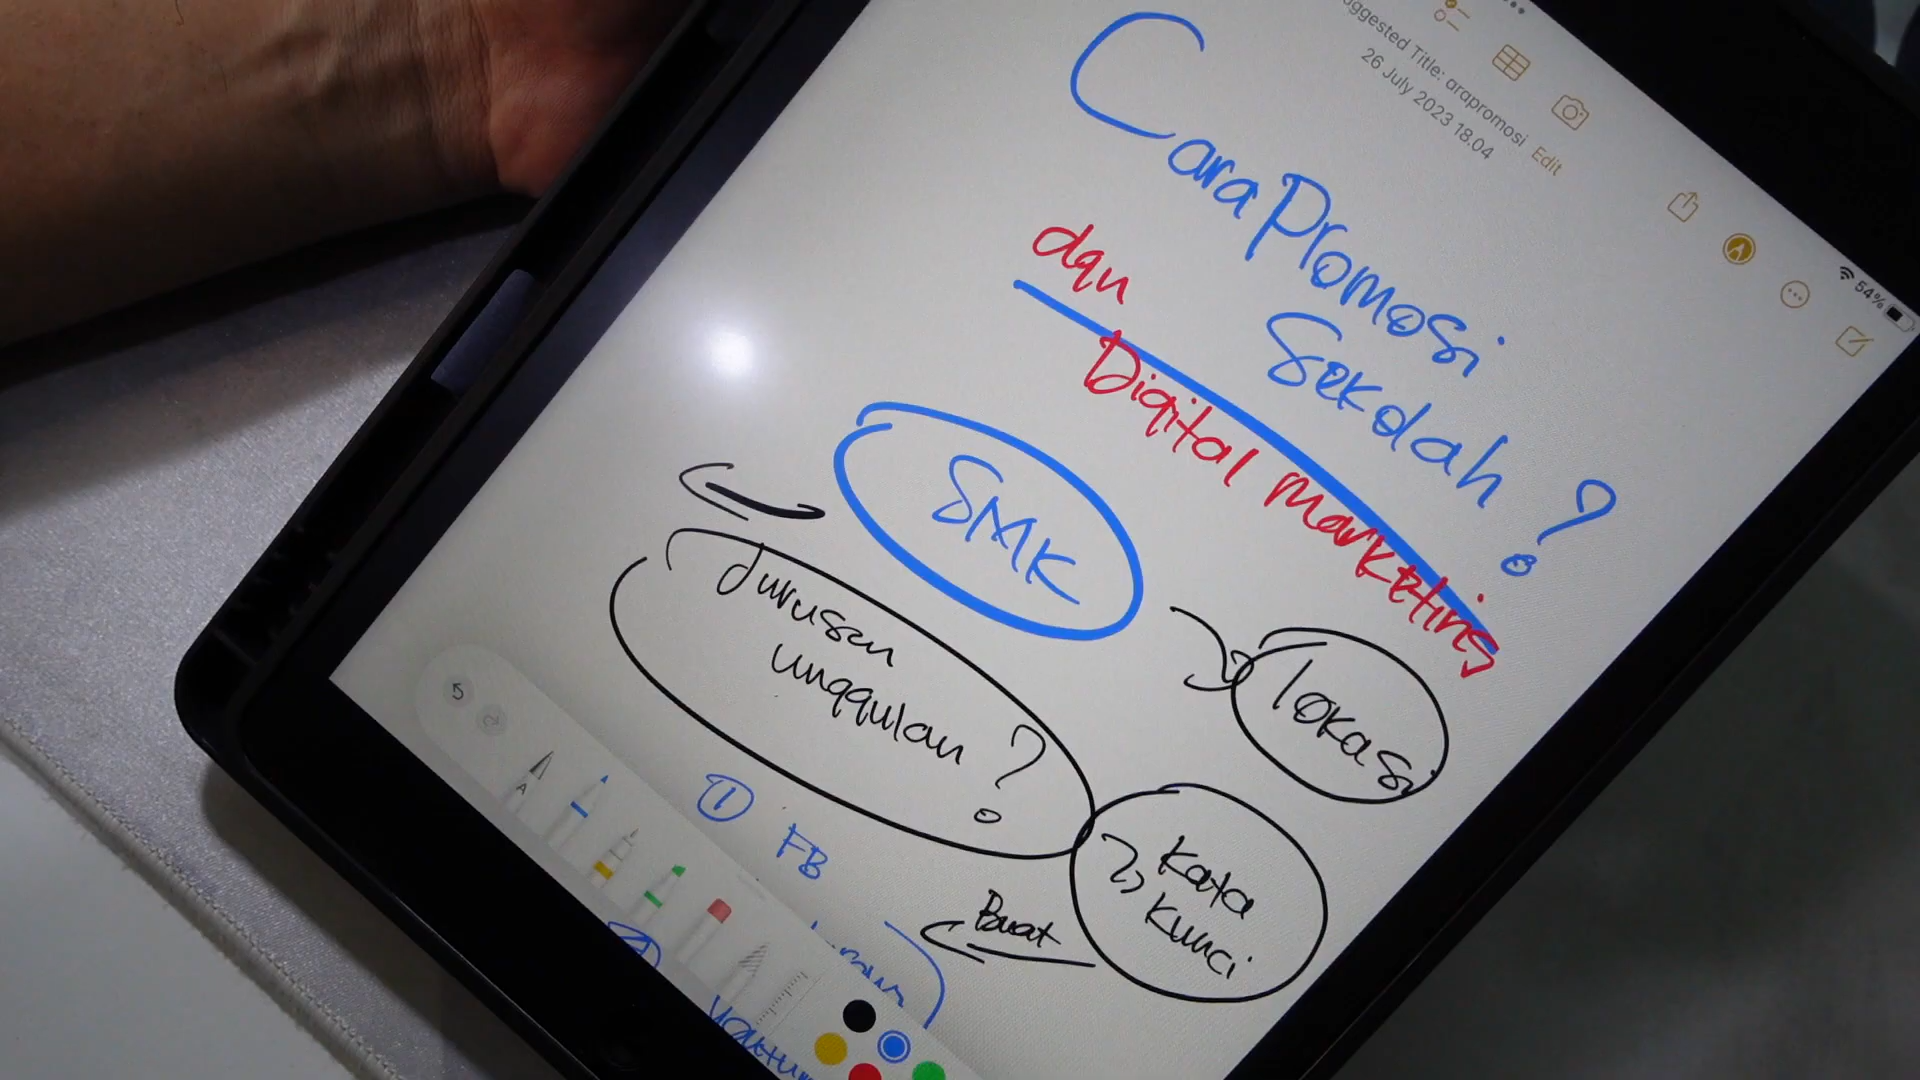 Suggested Title: arapromosi Edit
26 July 2023 18.04
54%
Cara Promosi
Sekolah?
dan
Digital Marketing
SMK
lokasi
Jurusan
unggulan?
Kata
Kunci
Buat
1
FB